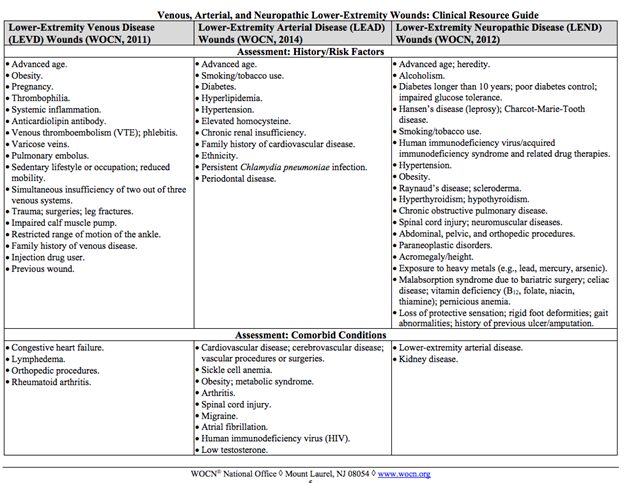 Venous, Arterial, and Neuropathic Lower-Extremity Wounds: Clinical Resource Guide
Lower-Extremity Venous Disease
(LEVD) Wounds (WOCN, 2011)
Lower-Extremity Arterial Disease (LEAD)
Wounds (WOCN, 2014)
Lower-Extremity Neuropathic Disease (LEND)
Wounds (WOCN, 2012)
Assessment: History/Risk Factors
• Advanced age.
• Obesity.
• Pregnancy.
• Thrombophilia.
• Systemic inflammation.
• Anticardiolipin antibody.
• Venous thromboembolism (VTE); phlebitis.
• Varicose veins.
• Pulmonary embolus.
• Sedentary lifestyle or occupation; reduced
mobility.
• Simultaneous insufficiency of two out of three
venous systems.
• Trauma; surgeries; leg fractures.
• Impaired calf muscle pump.
• Restricted range of motion of the ankle.
• Family history of venous disease.
• Injection drug user.
• Previous wound.
• Advanced age.
• Smoking/tobacco use.
• Diabetes.
• Hyperlipidemia.
• Hypertension.
• Elevated homocysteine.
• Chronic renal insufficiency.
• Family history of cardiovascular disease.
• Ethnicity.
• Persistent Chlamydia pneumoniae infection.
• Periodontal disease.
• Advanced age; heredity.
• Alcoholism.
• Diabetes longer than 10 years; poor diabetes control;
impaired glucose tolerance.
• Hansen's disease (leprosy); Charcot-Marie-Tooth
disease.
• Smoking/tobacco use.
• Human immunodeficiency virus/acquired
immunodeficiency syndrome and related drug therapies.
• Hypertension.
• Obesity.
• Raynaud's disease; scleroderma.
• Hyperthyroidism; hypothyroidism.
• Chronic obstructive pulmonary disease.
• Spinal cord injury; neuromuscular diseases.
• Abdominal, pelvic, and orthopedic procedures.
• Paraneoplastic disorders.
• Acromegaly/height.
• Exposure to heavy metals (e.g., lead, mercury, arsenic).
• Malabsorption syndrome due to bariatric surgery; celiac
disease; vitamin deficiency (B12, folate, niacin,
thiamine); pernicious anemia.
• Loss of protective sensation; rigid foot deformities; gait
abnormalities; history of previous ulcer/amputation.
Assessment: Comorbid Conditions
• Congestive heart failure.
• Lymphedema.
• Orthopedic procedures.
• Rheumatoid arthritis.
• Cardiovascular disease; cerebrovascular disease;
vascular procedures or surgeries.
• Sickle cell anemia.
• Obesity; metabolic syndrome.
• Arthritis.
• Spinal cord injury.
• Migraine.
• Atrial fibrillation.
• Human immunodeficiency virus (HIV).
• Low testosterone.
• Lower-extremity arterial disease.
• Kidney disease.
WOCN® National Office ◊ Mount Laurel, NJ 08054 ◊ www.wocn.org